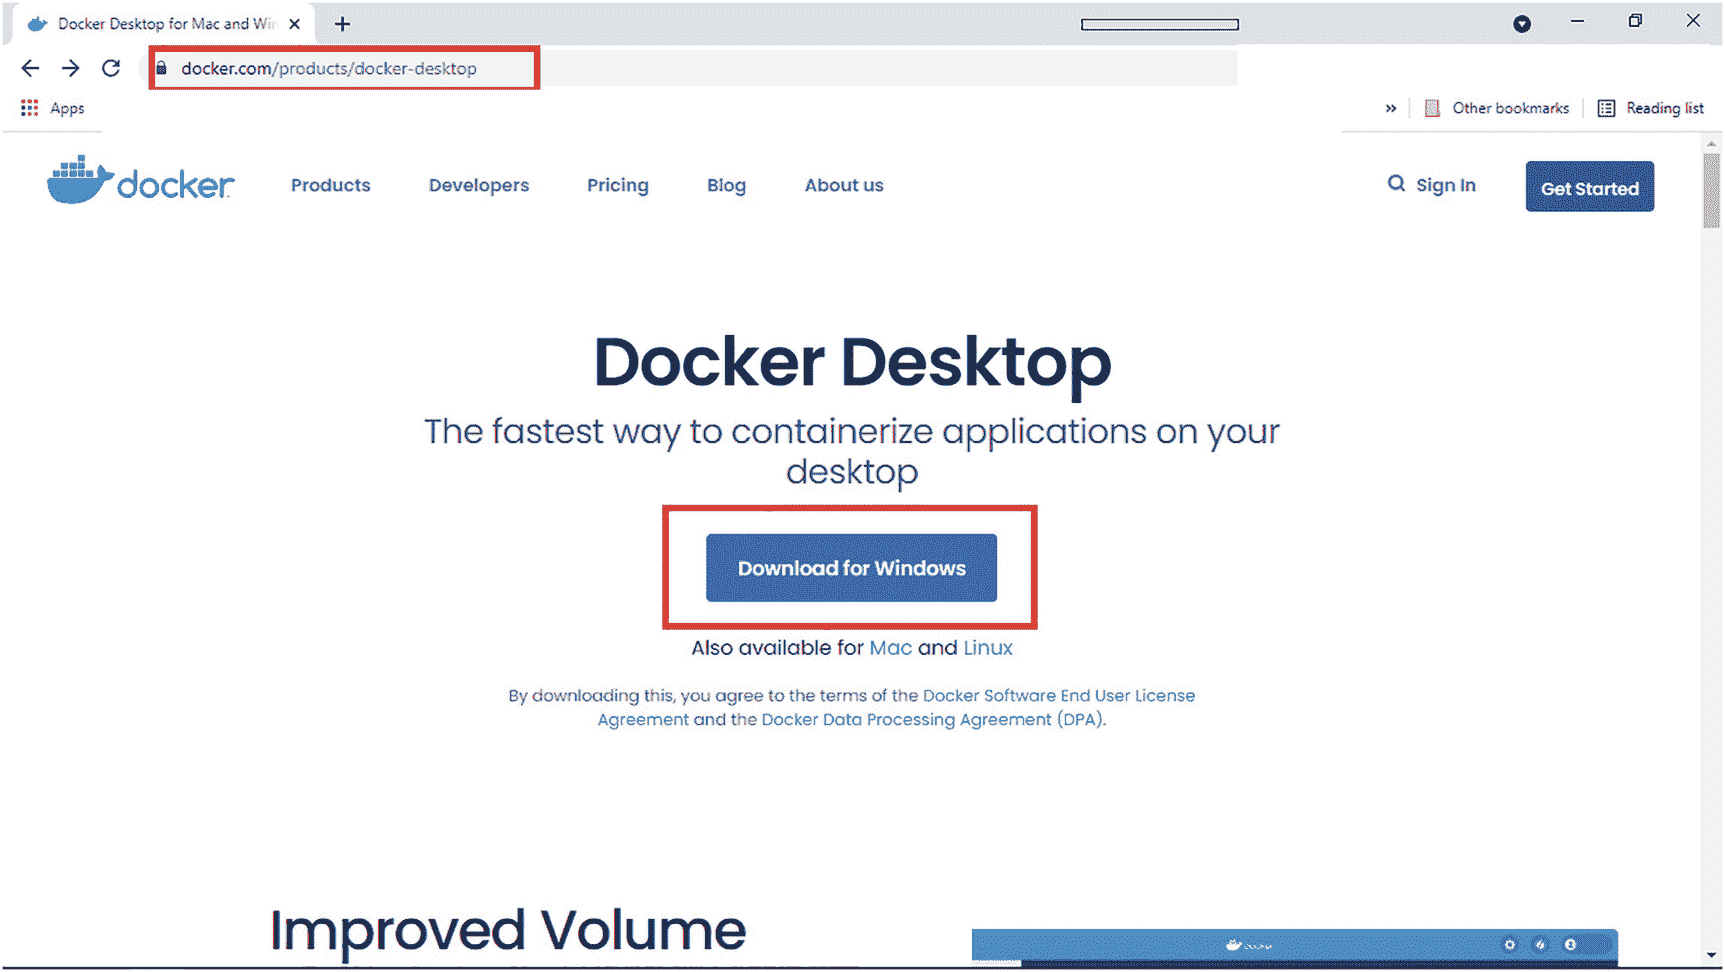 Docker Desktop for Mac and Win
docker.com/products/docker-desktop
Apps
Other bookmarks
Reading list
docker
Products
Developers
Pricing
Blog
About us
Sign In
Get Started
Docker Desktop
The fastest way to containerize applications on your
desktop
Download for Windows
Also available for Mac and Linux
By downloading this, you agree to the terms of the Docker Software End User License
Agreement and the Docker Data Processing Agreement (DPA).
Improved Volume
docker